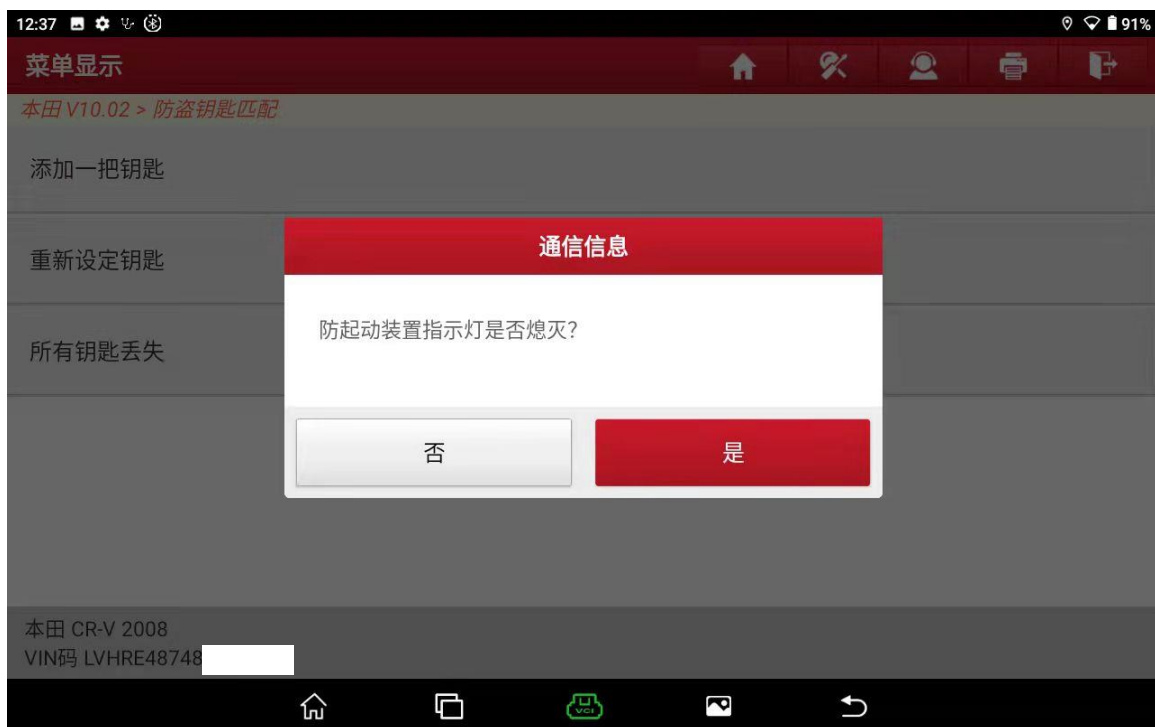 12:37
91%
菜单显示
本田 V10.02 > 防盗钥匙匹配
添加一把钥匙
重新设定钥匙
所有钥匙丢失
通信信息
防起动装置指示灯是否熄灭?
否
是
本田 CR-V 2008
VIN码 LVHRE48748
VCI